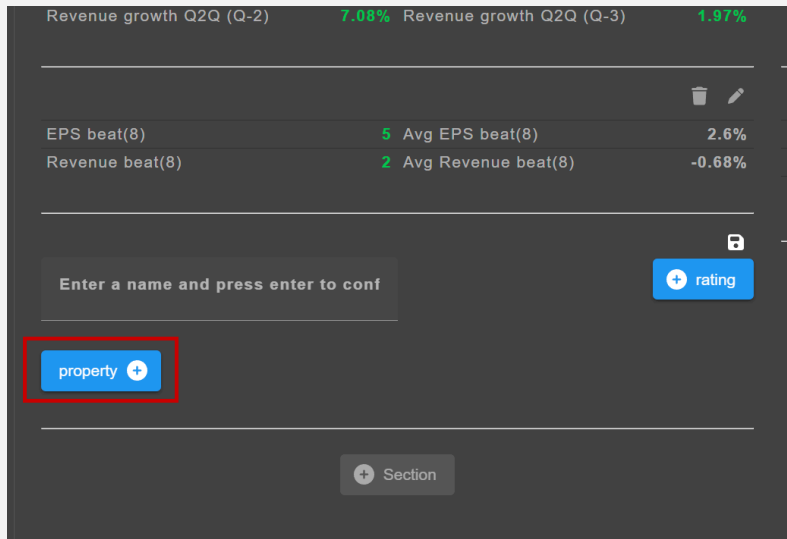 Revenue growth Q2Q (Q-2) 7.08% Revenue growth Q2Q (Q-3) 1.97%
EPS beat(8) 5 Avg EPS beat(8) 2.6%
Revenue beat(8) 2 Avg Revenue beat(8) -0.68%
Enter a name and press enter to conf
rating
property
Section